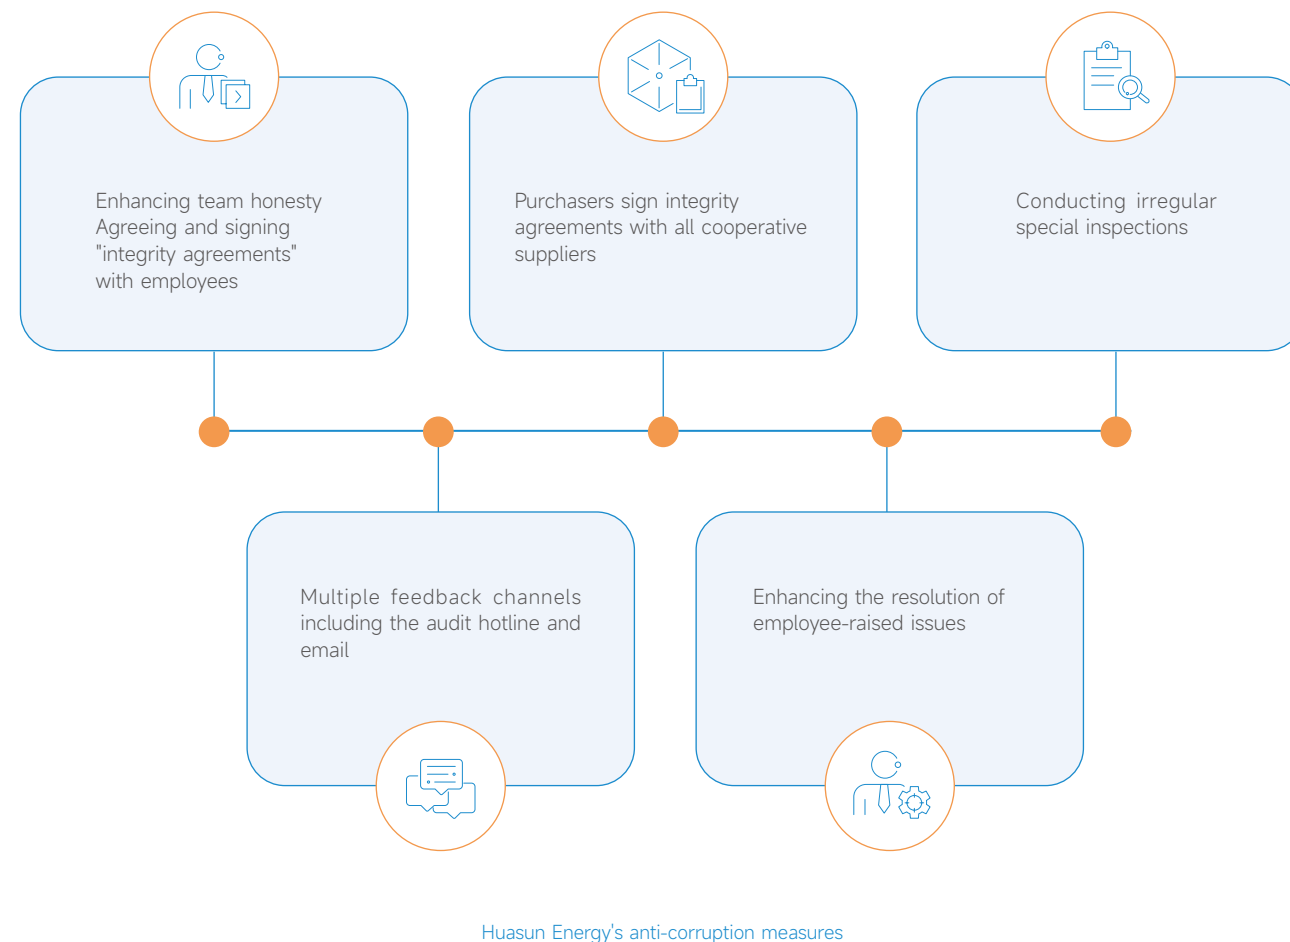 Enhancing team honesty
Agreeing and signing
"integrity agreements"
with employees
Purchasers sign integrity
agreements with all cooperative
suppliers
Conducting irregular
special inspections
Multiple feedback channels
including the audit hotline and
email
Enhancing the resolution of
employee-raised issues
Huasun Energy's anti-corruption measures